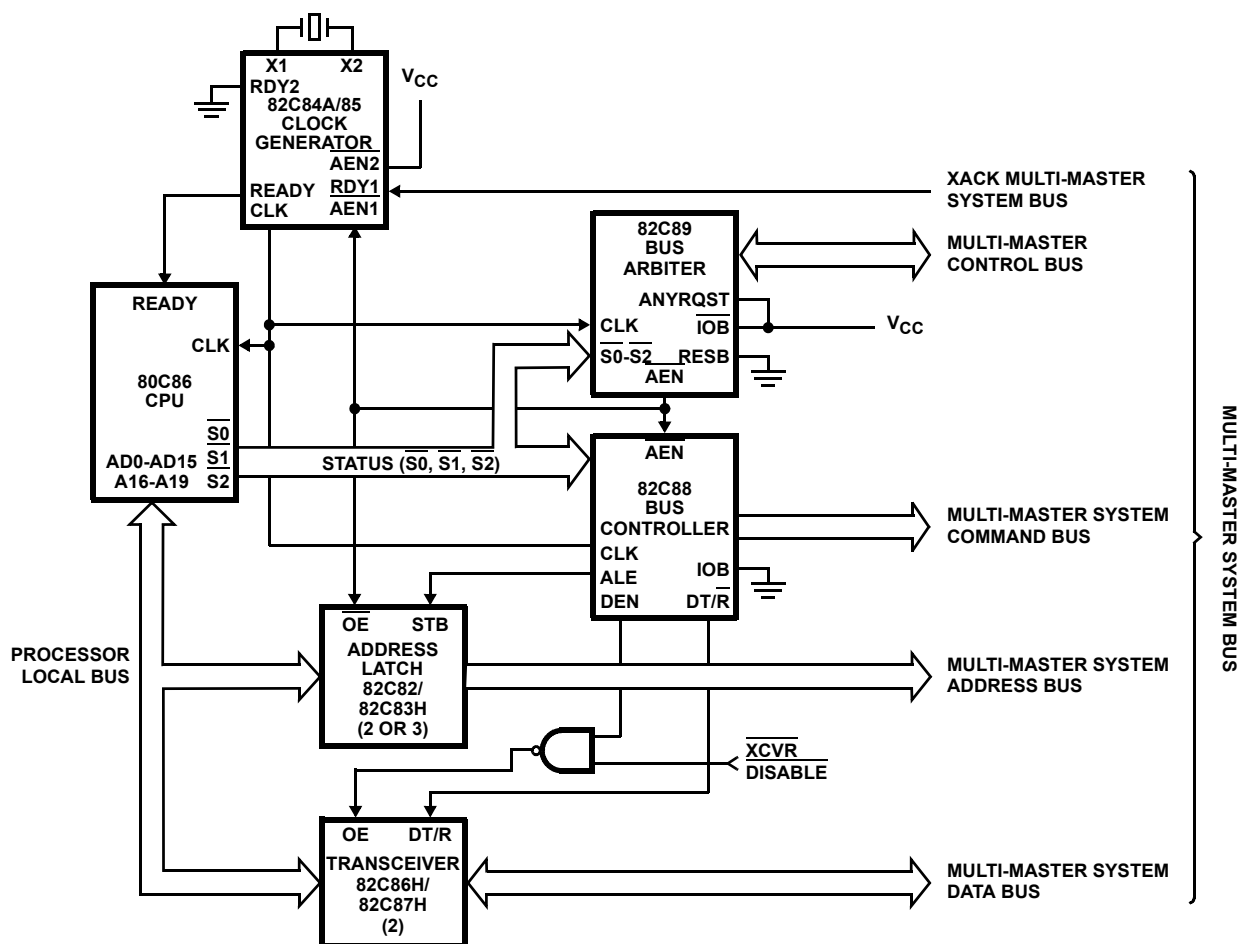 X1 X2
RDY2
82C84A/85
CLOCK
GENERATOR
AEN2
RDY1
AEN1
READY
CLK
VCC
XACK MULTI-MASTER
SYSTEM BUS
82C89
BUS
ARBITER
ANYRQST
CLK
IOB
S0-S2
RESB
AEN
VCC
MULTI-MASTER
CONTROL BUS
READY
CLK
80C86
CPU
S0
AD0-AD15
S1
A16-A19
S2
STATUS (S0, S1, S2)
AEN
82C88
BUS
CONTROLLER
CLK
ALE
IOB
DEN
DT/R
MULTI-MASTER SYSTEM
COMMAND BUS
MULTI-MASTER SYSTEM BUS
PROCESSOR
LOCAL BUS
OE STB
ADDRESS
LATCH
82C82/
82C83H
(2 OR 3)
MULTI-MASTER SYSTEM
ADDRESS BUS
XCVR
DISABLE
OE DT/R
TRANSCEIVER
82C86H/
82C87H
(2)
MULTI-MASTER SYSTEM
DATA BUS